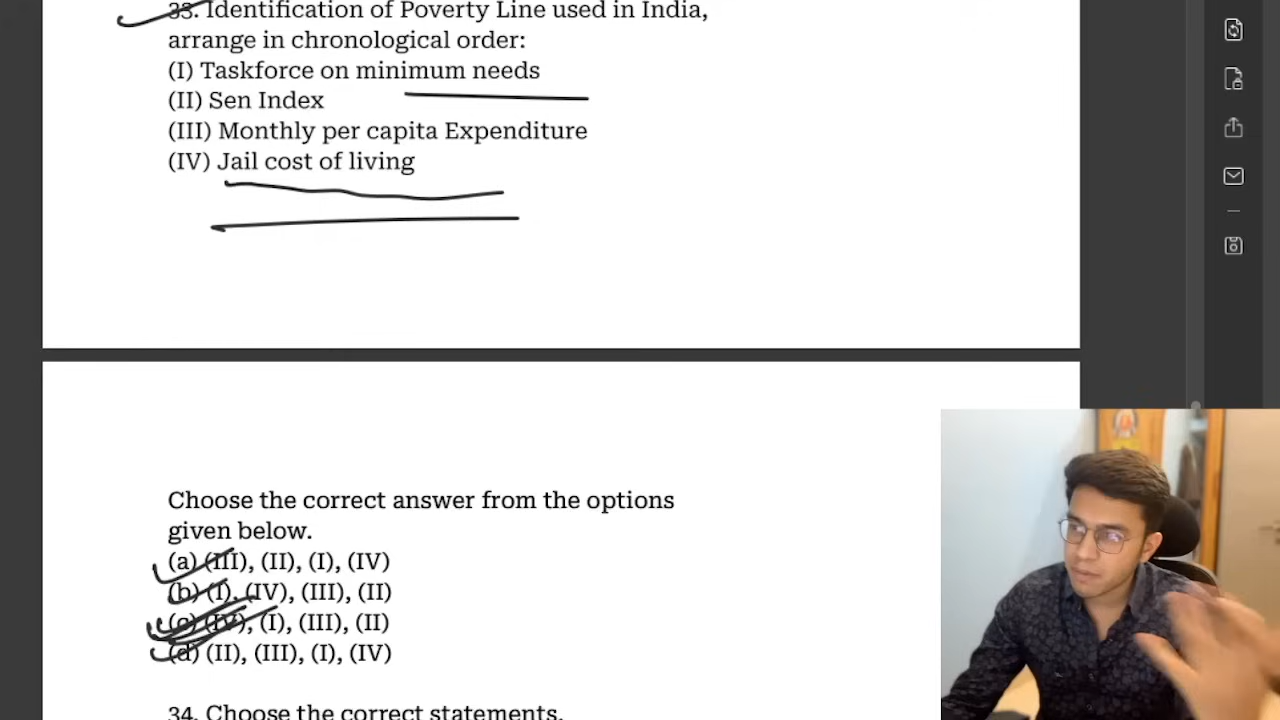 33. Identification of Poverty Line used in India,
arrange in chronological order:
(I) Taskforce on minimum needs
(II) Sen Index
(III) Monthly per capita Expenditure
(IV) Jail cost of living
Choose the correct answer from the options
given below.
(a) (III), (II), (I), (IV)
(b) (I), (IV), (III), (II)
(c) (IV), (I), (III), (II)
(d) (II), (III), (I), (IV)
34. Choose the correct statements.